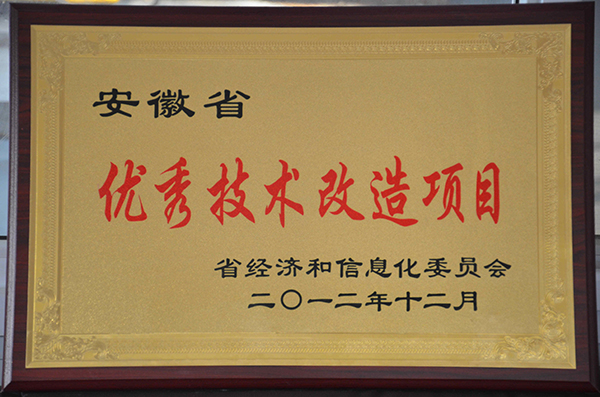 安徽省
优秀技术改造项目
省经济和信息化委员会
二〇一二年十二月